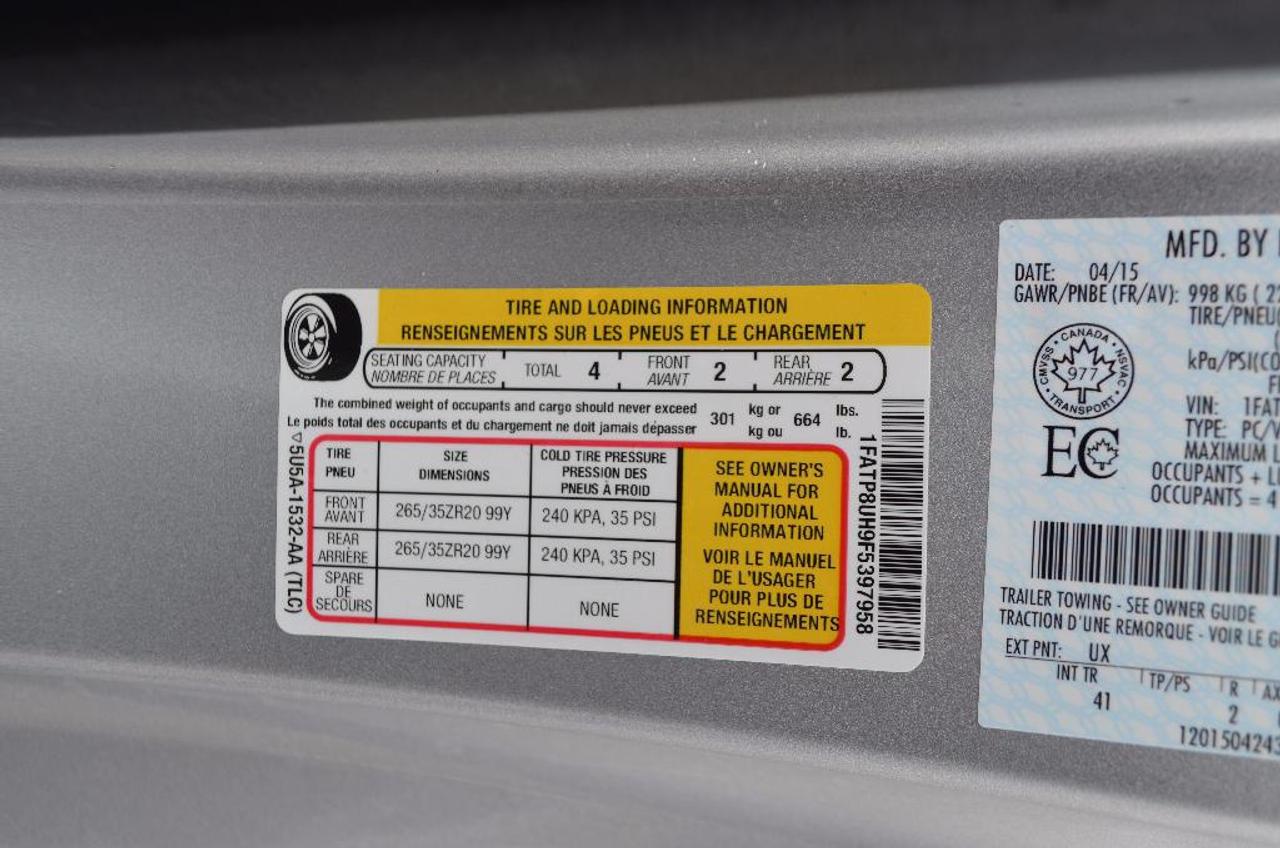 TIRE AND LOADING INFORMATION
RENSEIGNEMENTS SUR LES PNEUS ET LE CHARGEMENT
SEATING CAPACITY TOTAL 4 FRONT 2 REAR 2
NOMBRE DE PLACES AVANT ARRIÈRE
The combined weight of occupants and cargo should never exceed 301 kg or 664 lbs.
Le poids total des occupants et du chargement ne doit jamais dépasser kg ou lb.
TIRE SIZE COLD TIRE PRESSURE
PNEU DIMENSIONS PRESSION DES
PNEUS À FROID
FRONT
AVANT 265/35ZR20 99Y 240 KPA, 35 PSI
REAR
ARRIÈRE 265/35ZR20 99Y 240 KPA, 35 PSI
SPARE
DE
SECOURS NONE NONE
SEE OWNER'S
MANUAL FOR
ADDITIONAL
INFORMATION
VOIR LE MANUEL
DE L'USAGER
POUR PLUS DE
RENSEIGNEMENTS
5U5A-1532-AA (TLC)
1FATP8UH9F5397958
MFD. BY
DATE: 04/15
GAWR/PNBE (FR/AV): 998 KG (
TIRE/PNEU
kPa/PSI(CO
CANADA
CMVSS 977 NSVAC
TRANSPORT
EC
VIN: 1FAT
TYPE: PC/V
MAXIMUM L
OCCUPANTS + L
OCCUPANTS = 4
TRAILER TOWING - SEE OWNER GUIDE
TRACTION D'UNE REMORQUE - VOIR LE G
EXT PNT: UX
INT TR TP/PS R AX
41 2
1201504243